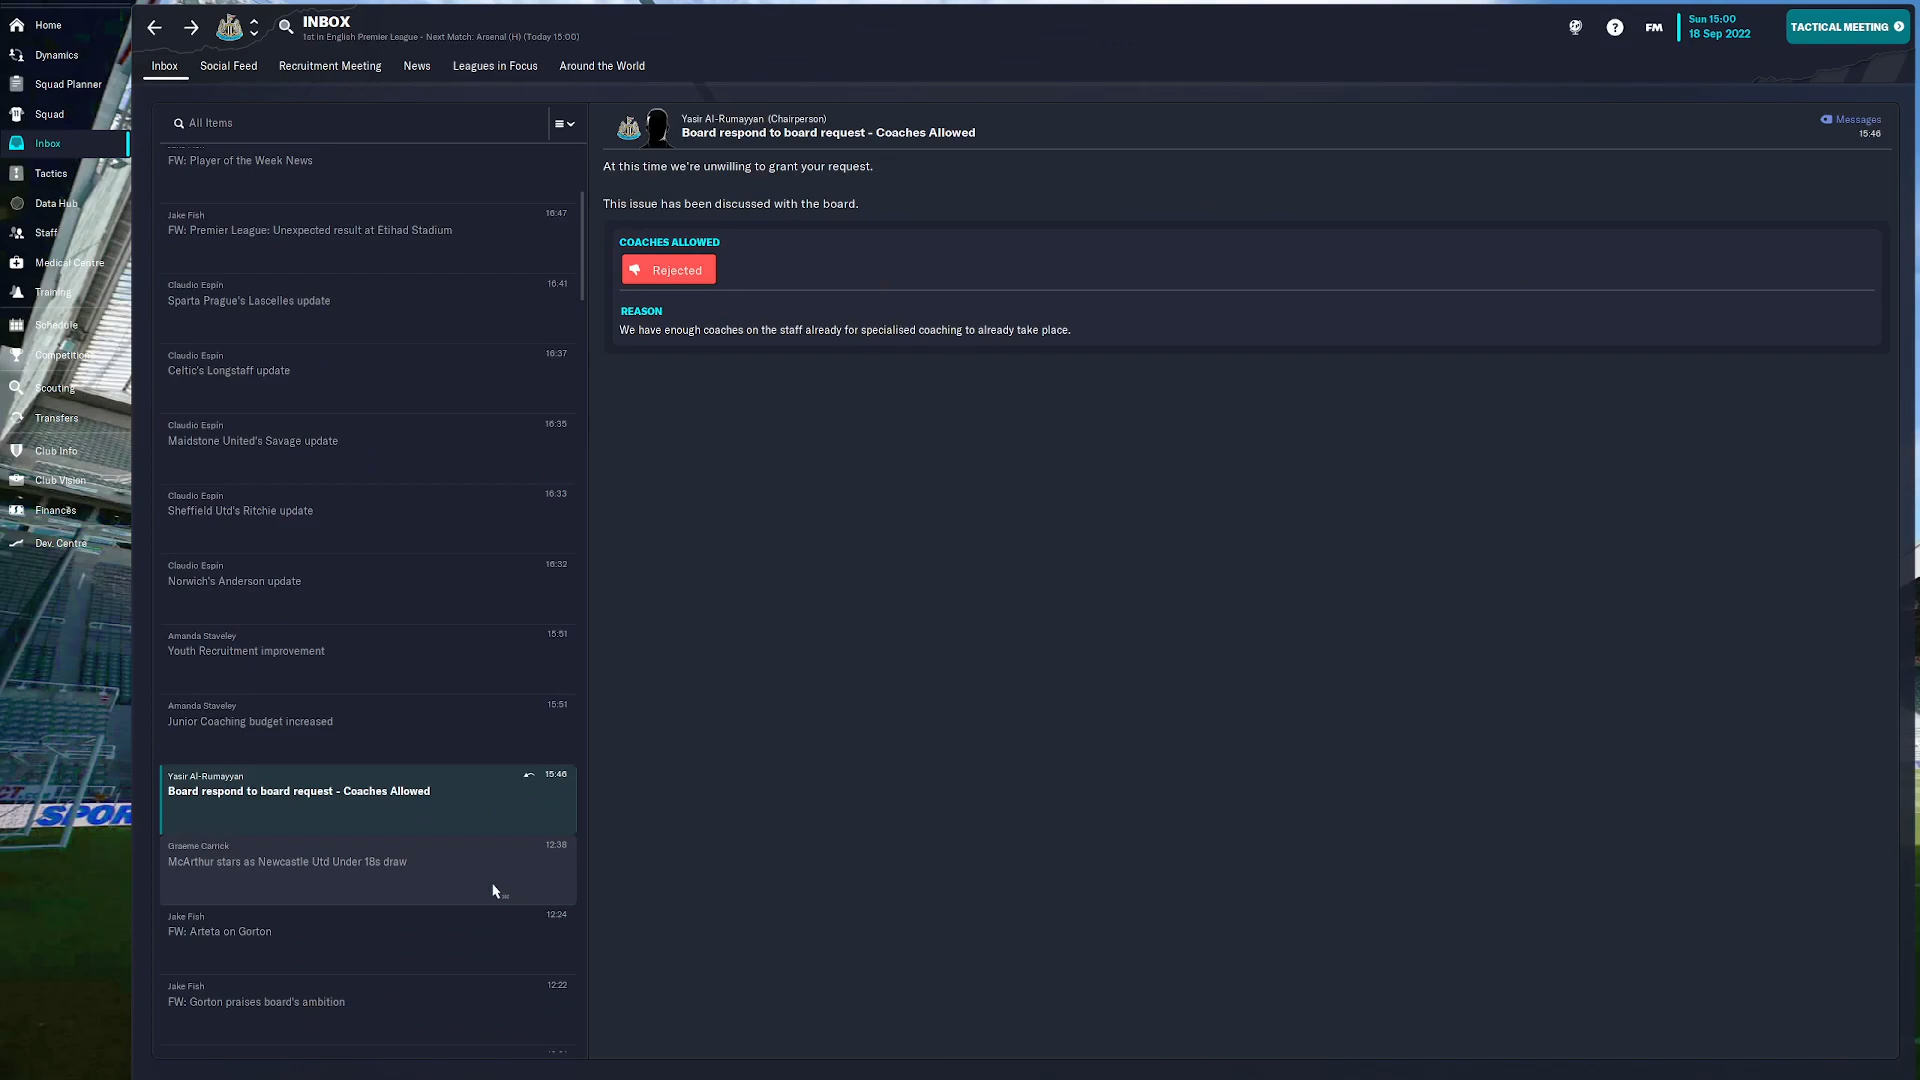 Home
Dynamics
Squad Planner
Squad
Inbox
Tactics
Data Hub
Staff
Medical Centre
Training
Schedule
Competitions
Scouting
Transfers
Club Info
Club Vision
Finances
Dev. Centre
INBOX
1st in English Premier League - Next Match: Arsenal (H) (Today 15:00)
FM
Sun 15:00
18 Sep 2022
TACTICAL MEETING
Inbox
Social Feed
Recruitment Meeting
News
Leagues in Focus
Around the World
All Items
FW: Player of the Week News
Jake Fish
16:47
FW: Premier League: Unexpected result at Etihad Stadium
Claudio Espín
16:41
Sparta Prague's Lascelles update
Claudio Espín
16:37
Celtic's Longstaff update
Claudio Espín
16:35
Maidstone United's Savage update
Claudio Espín
16:33
Sheffield Utd's Ritchie update
Claudio Espín
16:32
Norwich's Anderson update
Amanda Staveley
15:51
Youth Recruitment improvement
Amanda Staveley
15:51
Junior Coaching budget increased
Yasir Al-Rumayyan
15:46
Board respond to board request - Coaches Allowed
Graeme Carrick
12:38
McArthur stars as Newcastle Utd Under 18s draw
Jake Fish
12:24
FW: Arteta on Gorton
Jake Fish
12:22
FW: Gorton praises board's ambition
Yasir Al-Rumayyan (Chairperson)
Board respond to board request - Coaches Allowed
Messages
15:46
At this time we're unwilling to grant your request.
This issue has been discussed with the board.
COACHES ALLOWED
Rejected
REASON
We have enough coaches on the staff already for specialised coaching to already take place.